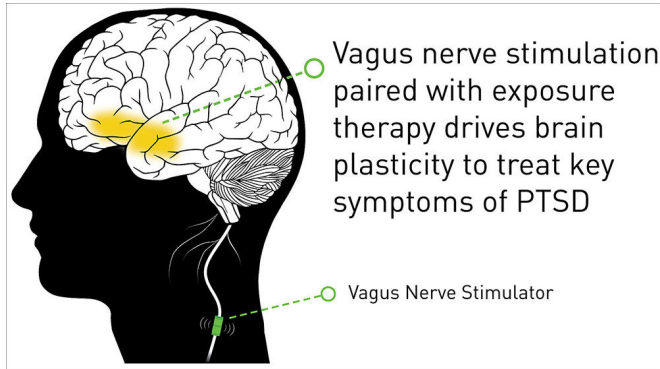 Vagus nerve stimulation
paired with exposure
therapy drives brain
plasticity to treat key
symptoms of PTSD
Vagus Nerve Stimulator